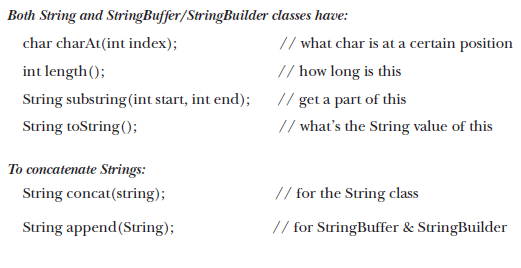 Both String and StringBuffer/StringBuilder classes have:
char charAt(int index); // what char is at a certain position
int length(); // how long is this
String substring(int start, int end); // get a part of this
String toString(); // what's the String value of this
To concatenate Strings:
String concat(string); // for the String class
String append(String); // for StringBuffer & StringBuilder